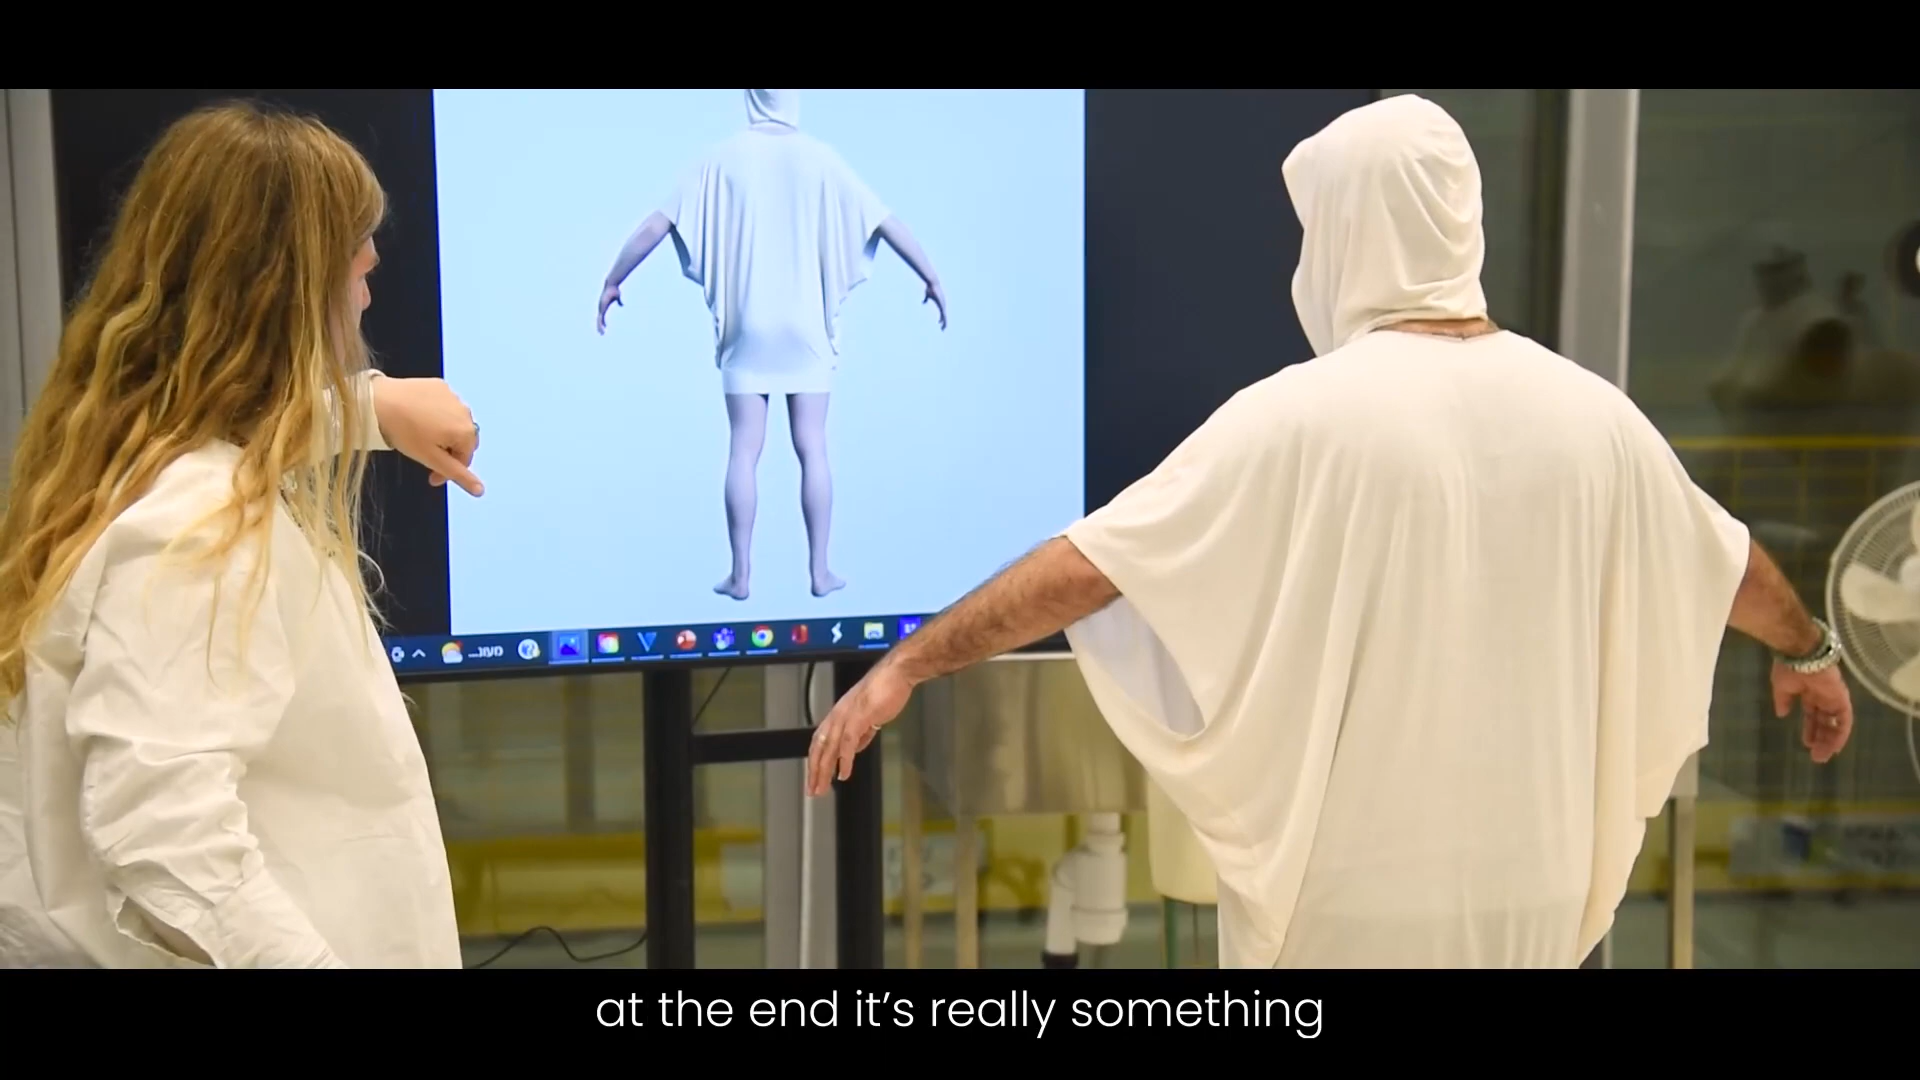 at the end it’s really something